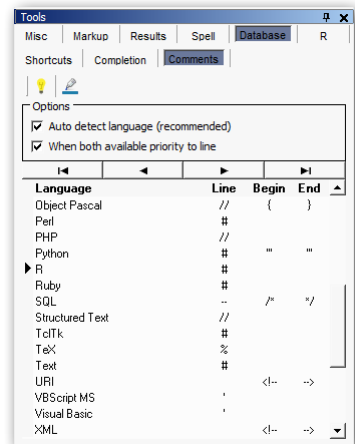 Tools
Misc Markup Results Spell Database R
Shortcuts Completion Comments
Options
Auto detect language (recommended)
When both available priority to line
Language Line Begin End
Object Pascal // { }
Perl #
PHP //
Python # ''' '''
R #
Ruby #
SQL -- /* */
Structured Text //
TclTk #
TeX %
Text #
URI <!-- -->
VBScript MS '
Visual Basic '
XML <!-- -->